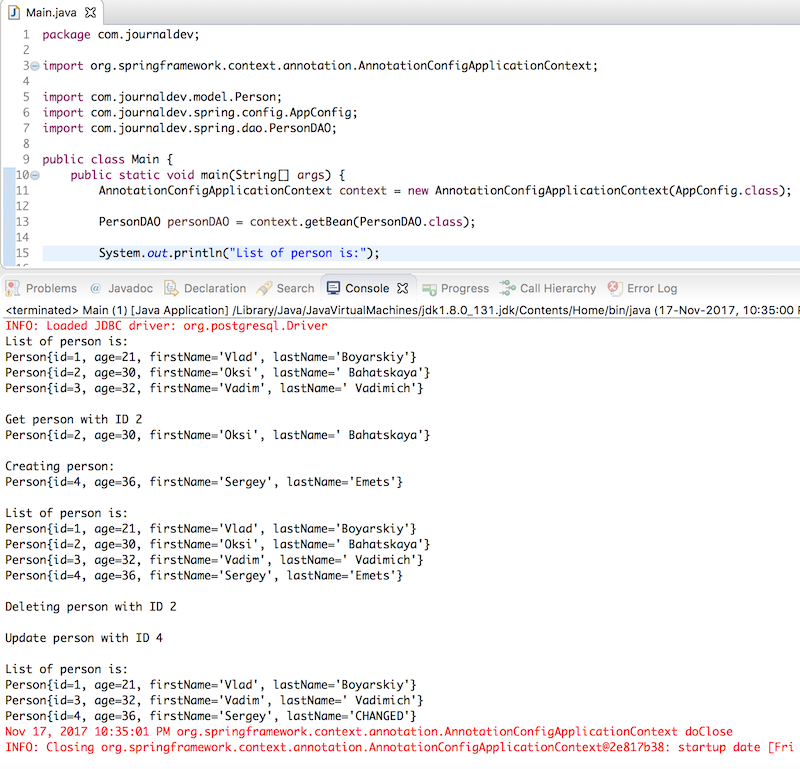 Main.java
1 package com.journaldev;
2
3 import org.springframework.context.annotation.AnnotationConfigApplicationContext;
4
5 import com.journaldev.model.Person;
6 import com.journaldev.spring.config.AppConfig;
7 import com.journaldev.spring.dao.PersonDAO;
8
9 public class Main {
10 public static void main(String[] args) {
11 AnnotationConfigApplicationContext context = new AnnotationConfigApplicationContext(AppConfig.class);
12
13 PersonDAO personDAO = context.getBean(PersonDAO.class);
14
15 System.out.println("List of person is:");
Problems @ Javadoc Declaration Search Console Progress Call Hierarchy Error Log
<terminated> Main (1) [Java Application] /Library/Java/JavaVirtualMachines/jdk1.8.0_131.jdk/Contents/Home/bin/java (17-Nov-2017, 10:35:00
INFO: Loaded JDBC driver: org.postgresql.Driver
List of person is:
Person{id=1, age=21, firstName='Vlad', lastName='Boyarskiy'}
Person{id=2, age=30, firstName='Oksi', lastName=' Bahatskaya'}
Person{id=3, age=32, firstName='Vadim', lastName=' Vadimich'}

Get person with ID 2
Person{id=2, age=30, firstName='Oksi', lastName=' Bahatskaya'}

Creating person:
Person{id=4, age=36, firstName='Sergey', lastName='Emets'}

List of person is:
Person{id=1, age=21, firstName='Vlad', lastName='Boyarskiy'}
Person{id=2, age=30, firstName='Oksi', lastName=' Bahatskaya'}
Person{id=3, age=32, firstName='Vadim', lastName=' Vadimich'}
Person{id=4, age=36, firstName='Sergey', lastName='Emets'}

Deleting person with ID 2

Update person with ID 4

List of person is:
Person{id=1, age=21, firstName='Vlad', lastName='Boyarskiy'}
Person{id=3, age=32, firstName='Vadim', lastName=' Vadimich'}
Person{id=4, age=36, firstName='Sergey', lastName='CHANGED'}
Nov 17, 2017 10:35:01 PM org.springframework.context.annotation.AnnotationConfigApplicationContext doClose
INFO: Closing org.springframework.context.annotation.AnnotationConfigApplicationContext@2e817b38: startup date [Fri